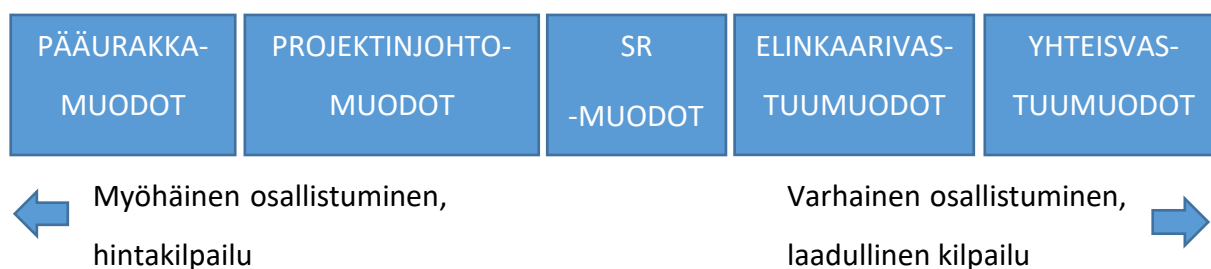 PÄÄURAKKA-
MUODOT
PROJEKTINJOHTO-
MUODOT
SR
-MUODOT
ELINKAARIVAS-
TUUMUODOT
YHTEISVAS-
TUUMUODOT
Myöhäinen osallistuminen,
hintakilpailu
Varhainen osallistuminen,
laadullinen kilpailu